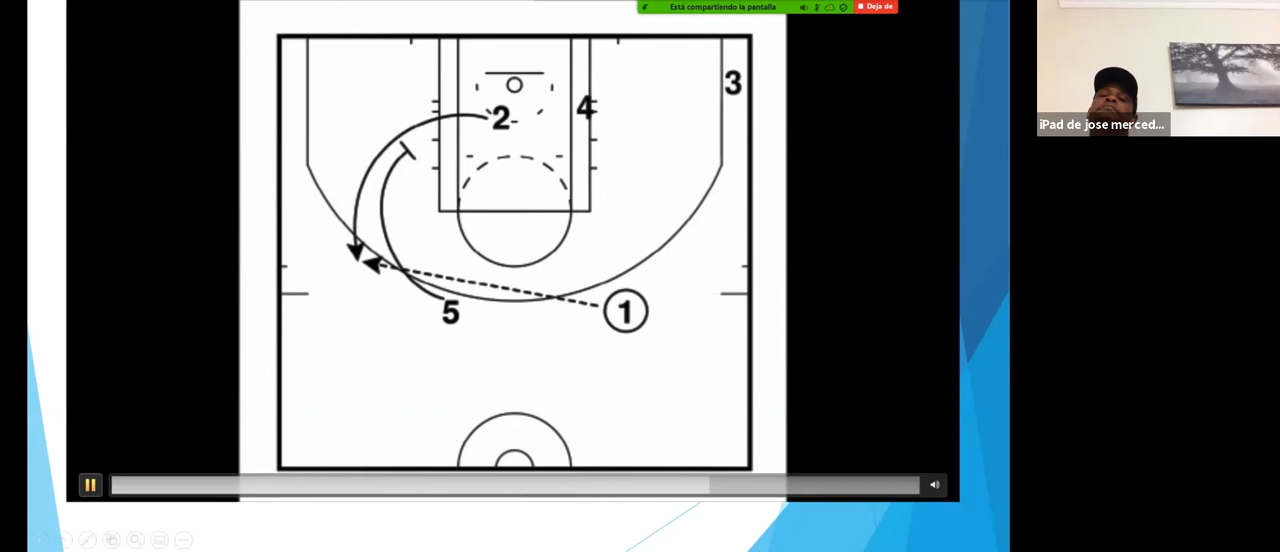 Está compartiendo la pantalla
Deja de
3
4
2
5
1
iPad de jose merced...